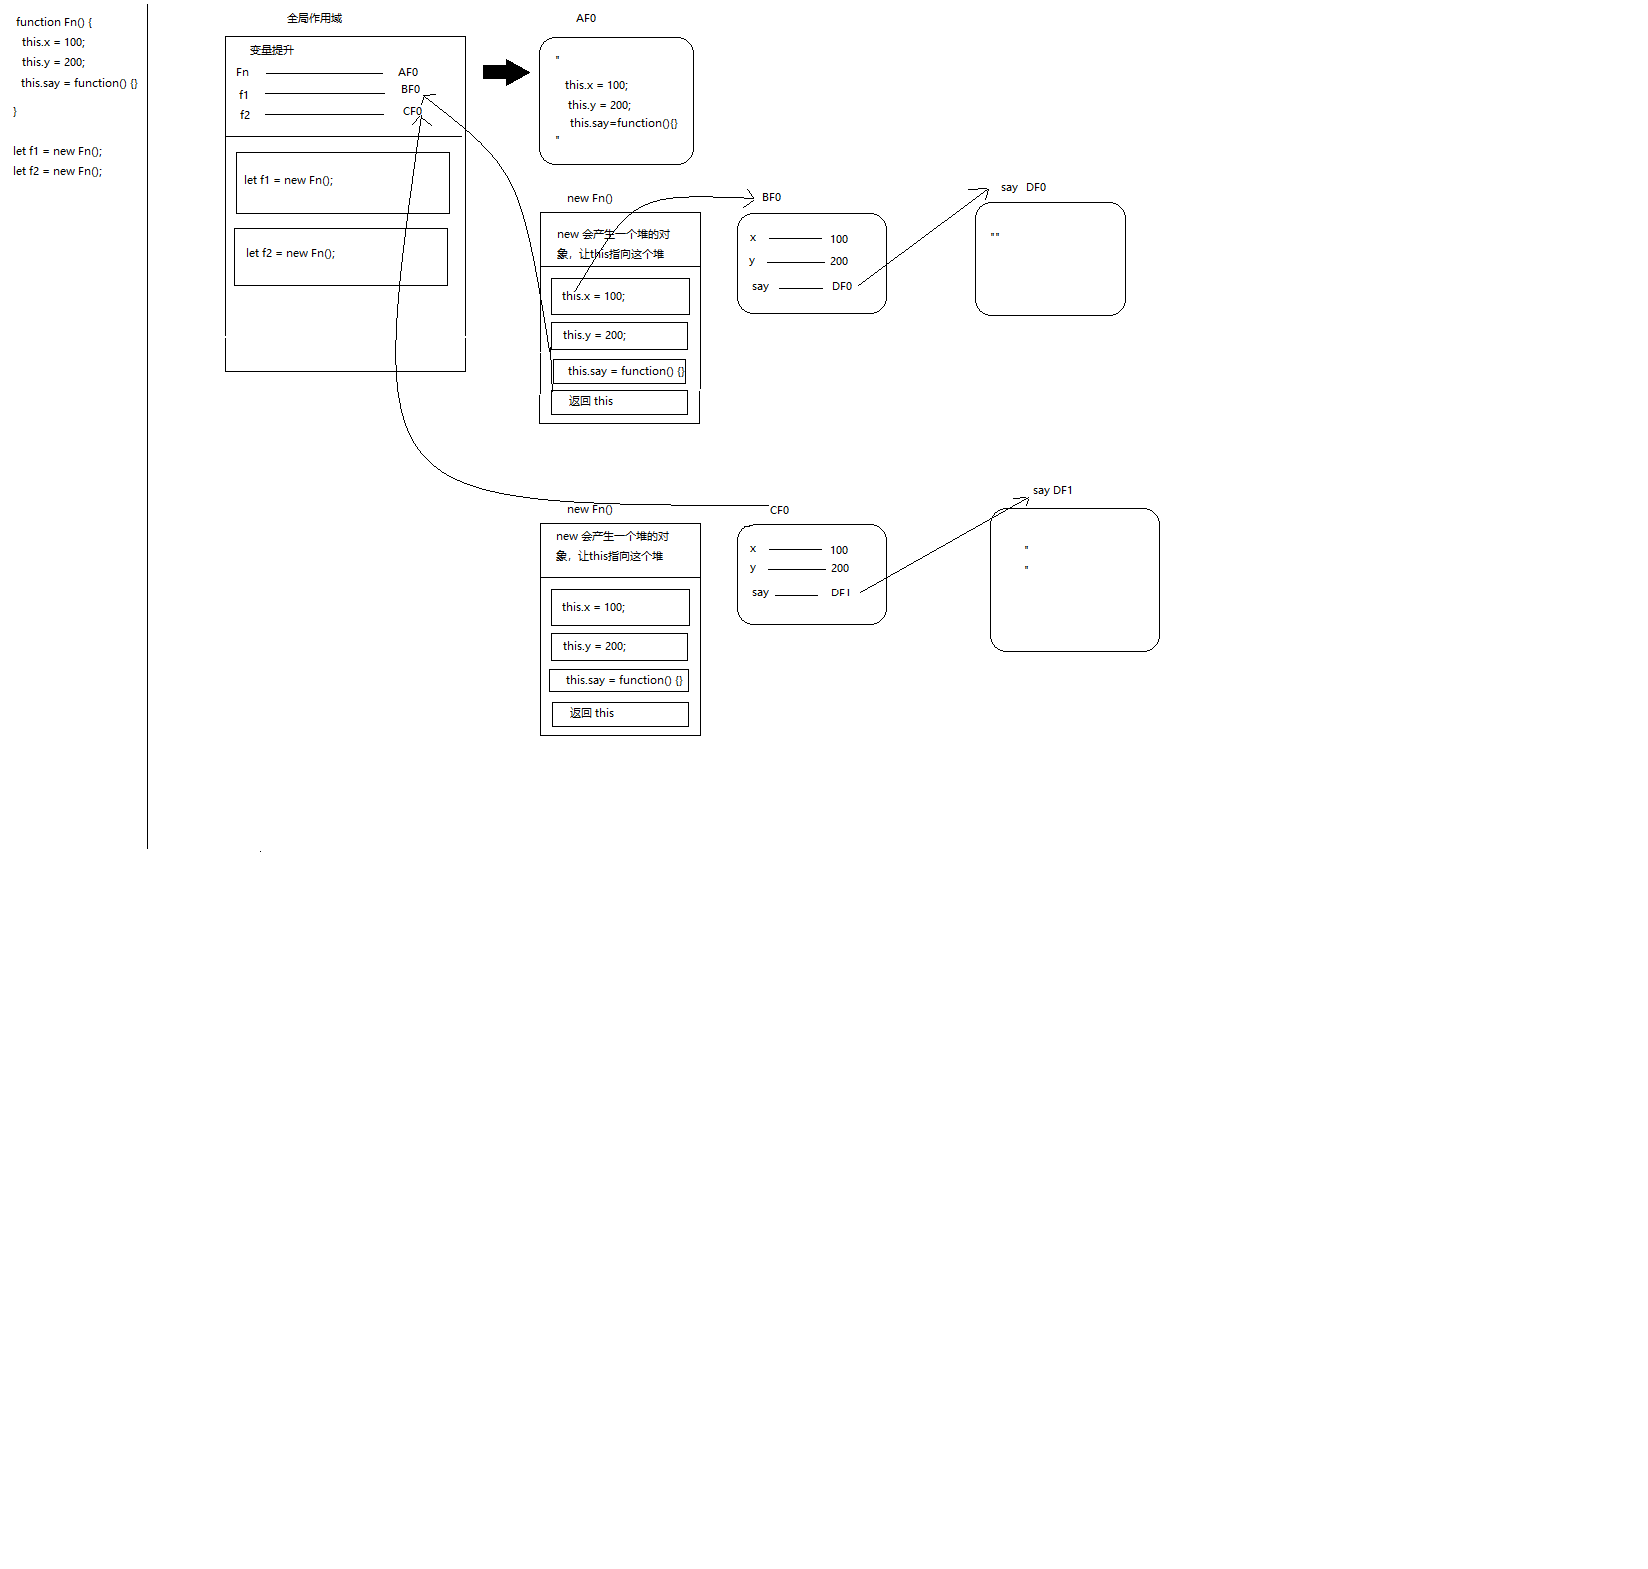 function Fn() {
this.x = 100;
this.y = 200;
this.say = function() {}
}
let f1 = new Fn();
let f2 = new Fn();
全局作用域
变量提升
Fn AF0
f1 BF0
f2 CF0
let f1 = new Fn();
let f2 = new Fn();
AF0
"
this.x = 100;
this.y = 200;
this.say=function(){}
"
new Fn()
new 会产生一个堆的对
象，让this指向这个堆
this.x = 100;
this.y = 200;
this.say = function() {}
返回 this
BF0
x 100
y 200
say DF0
say DF0
""
new Fn()
new 会产生一个堆的对
象，让this指向这个堆
this.x = 100;
this.y = 200;
this.say = function() {}
返回 this
CF0
x 100
y 200
say DF1
say DF1
"
"